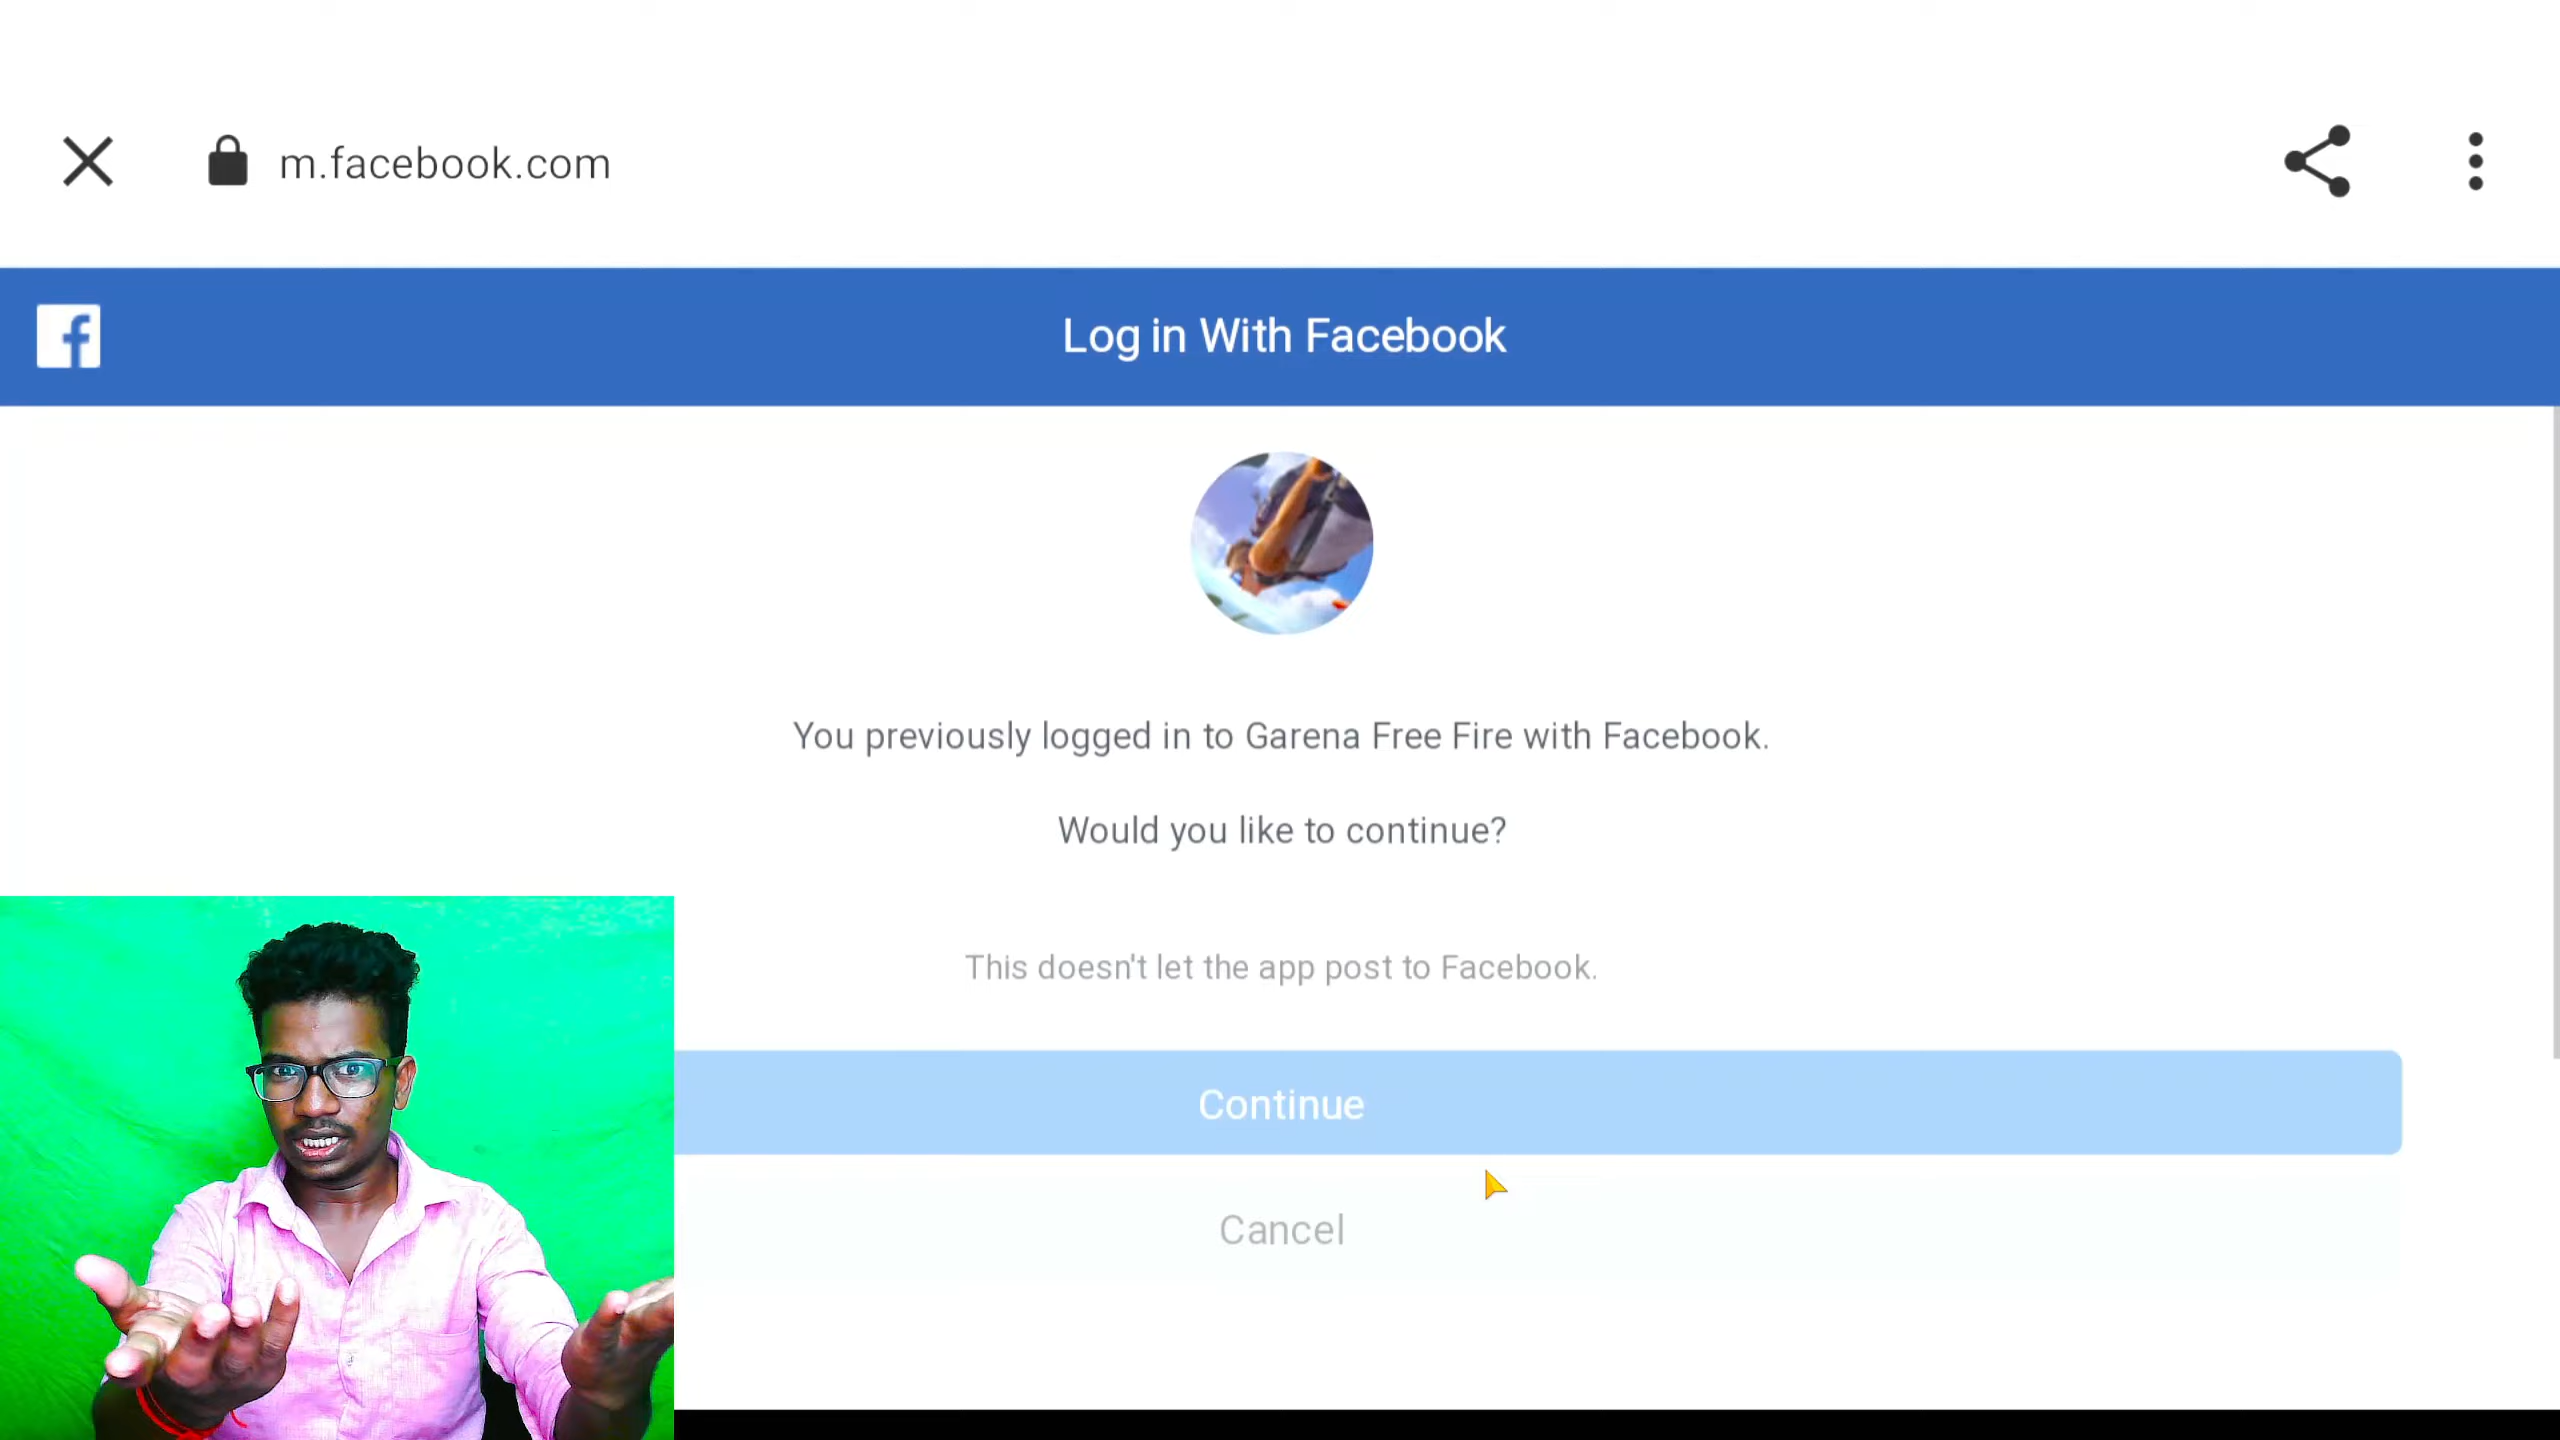 m.facebook.com
Log in With Facebook
You previously logged in to Garena Free Fire with Facebook.
Would you like to continue?
This doesn't let the app post to Facebook.
Continue
Cancel